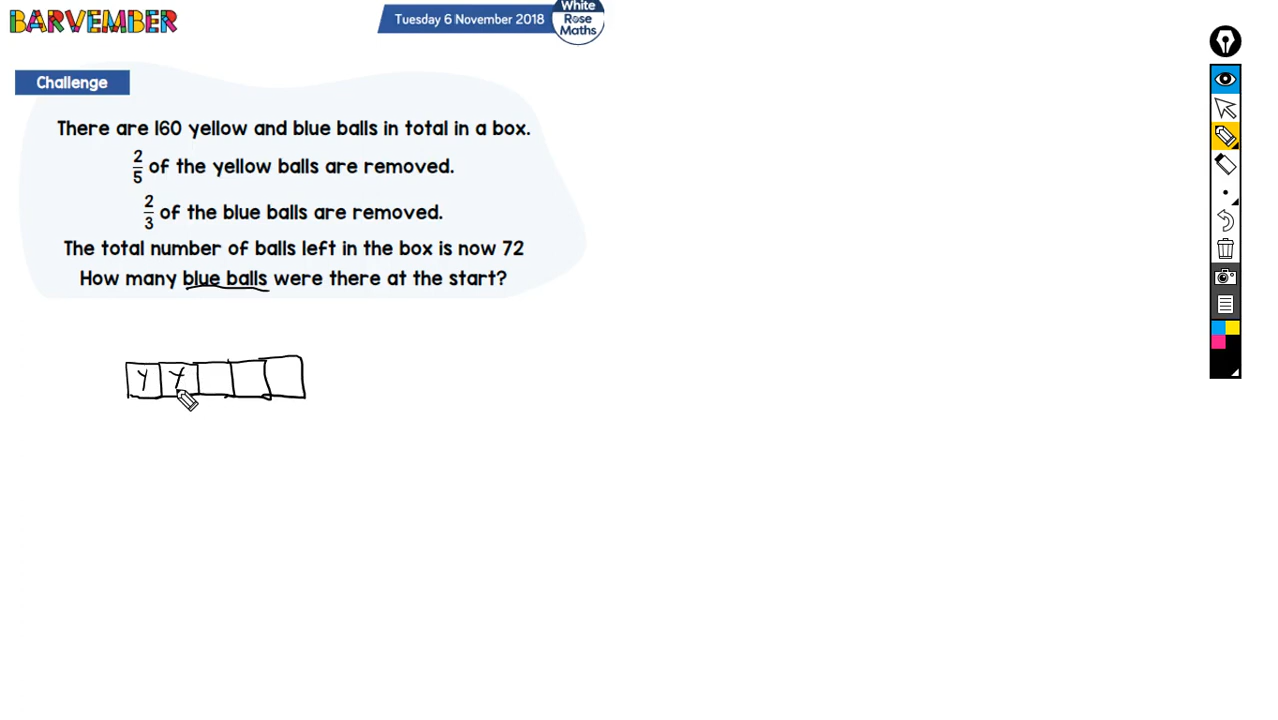 BARVEMBER
Tuesday 6 November 2018
White
Rose
Maths
Challenge
There are 160 yellow and blue balls in total in a box.
2/5 of the yellow balls are removed.
2/3 of the blue balls are removed.
The total number of balls left in the box is now 72
How many blue balls were there at the start?
Y Y